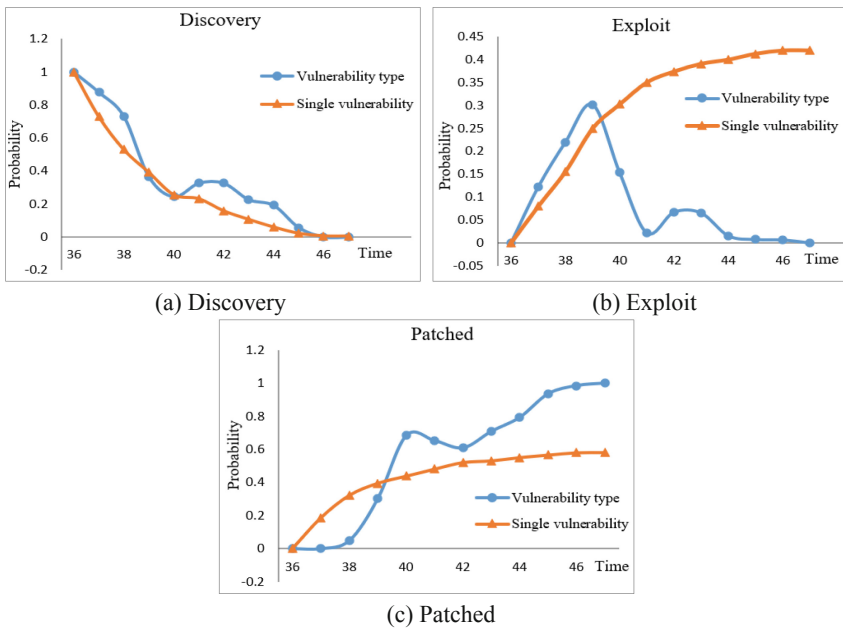 Discovery
1.2
1
0.8
0.6
0.4
0.2
0
-0.2
Probability
36 38 40 42 44 46 Time
Vulnerability type
Single vulnerability
(a) Discovery
Exploit
0.45
0.4
0.35
0.3
0.25
0.2
0.15
0.1
0.05
0
-0.05
Probability
36 38 40 42 44 46 Time
Vulnerability type
Single vulnerability
(b) Exploit
Patched
1.2
1
0.8
0.6
0.4
0.2
0
-0.2
Probability
36 38 40 42 44 46 Time
Vulnerability type
Single vulnerability
(c) Patched